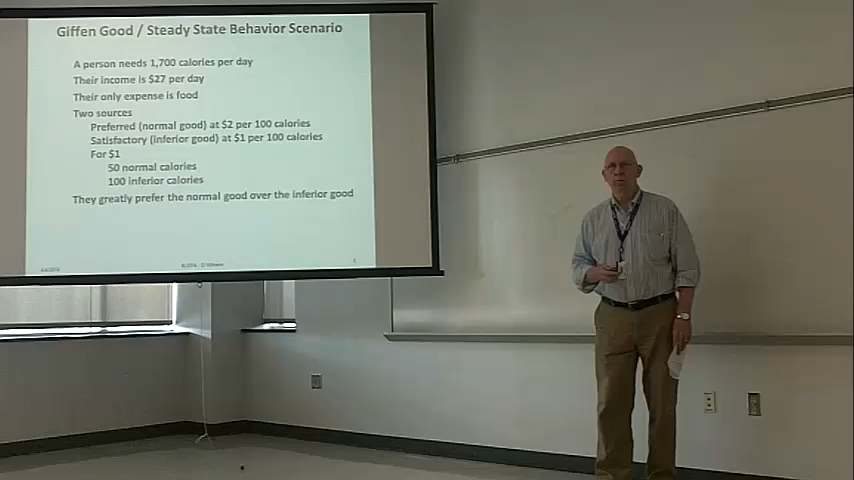 Giffen Good / Steady State Behavior Scenario
A person needs 1,700 calories per day
Their income is $27 per day
Their only expense is food
Two sources
Preferred (normal good) at $2 per 100 calories
Satisfactory (inferior good) at $1 per 100 calories
For $1
50 normal calories
100 inferior calories
They greatly prefer the normal good over the inferior good